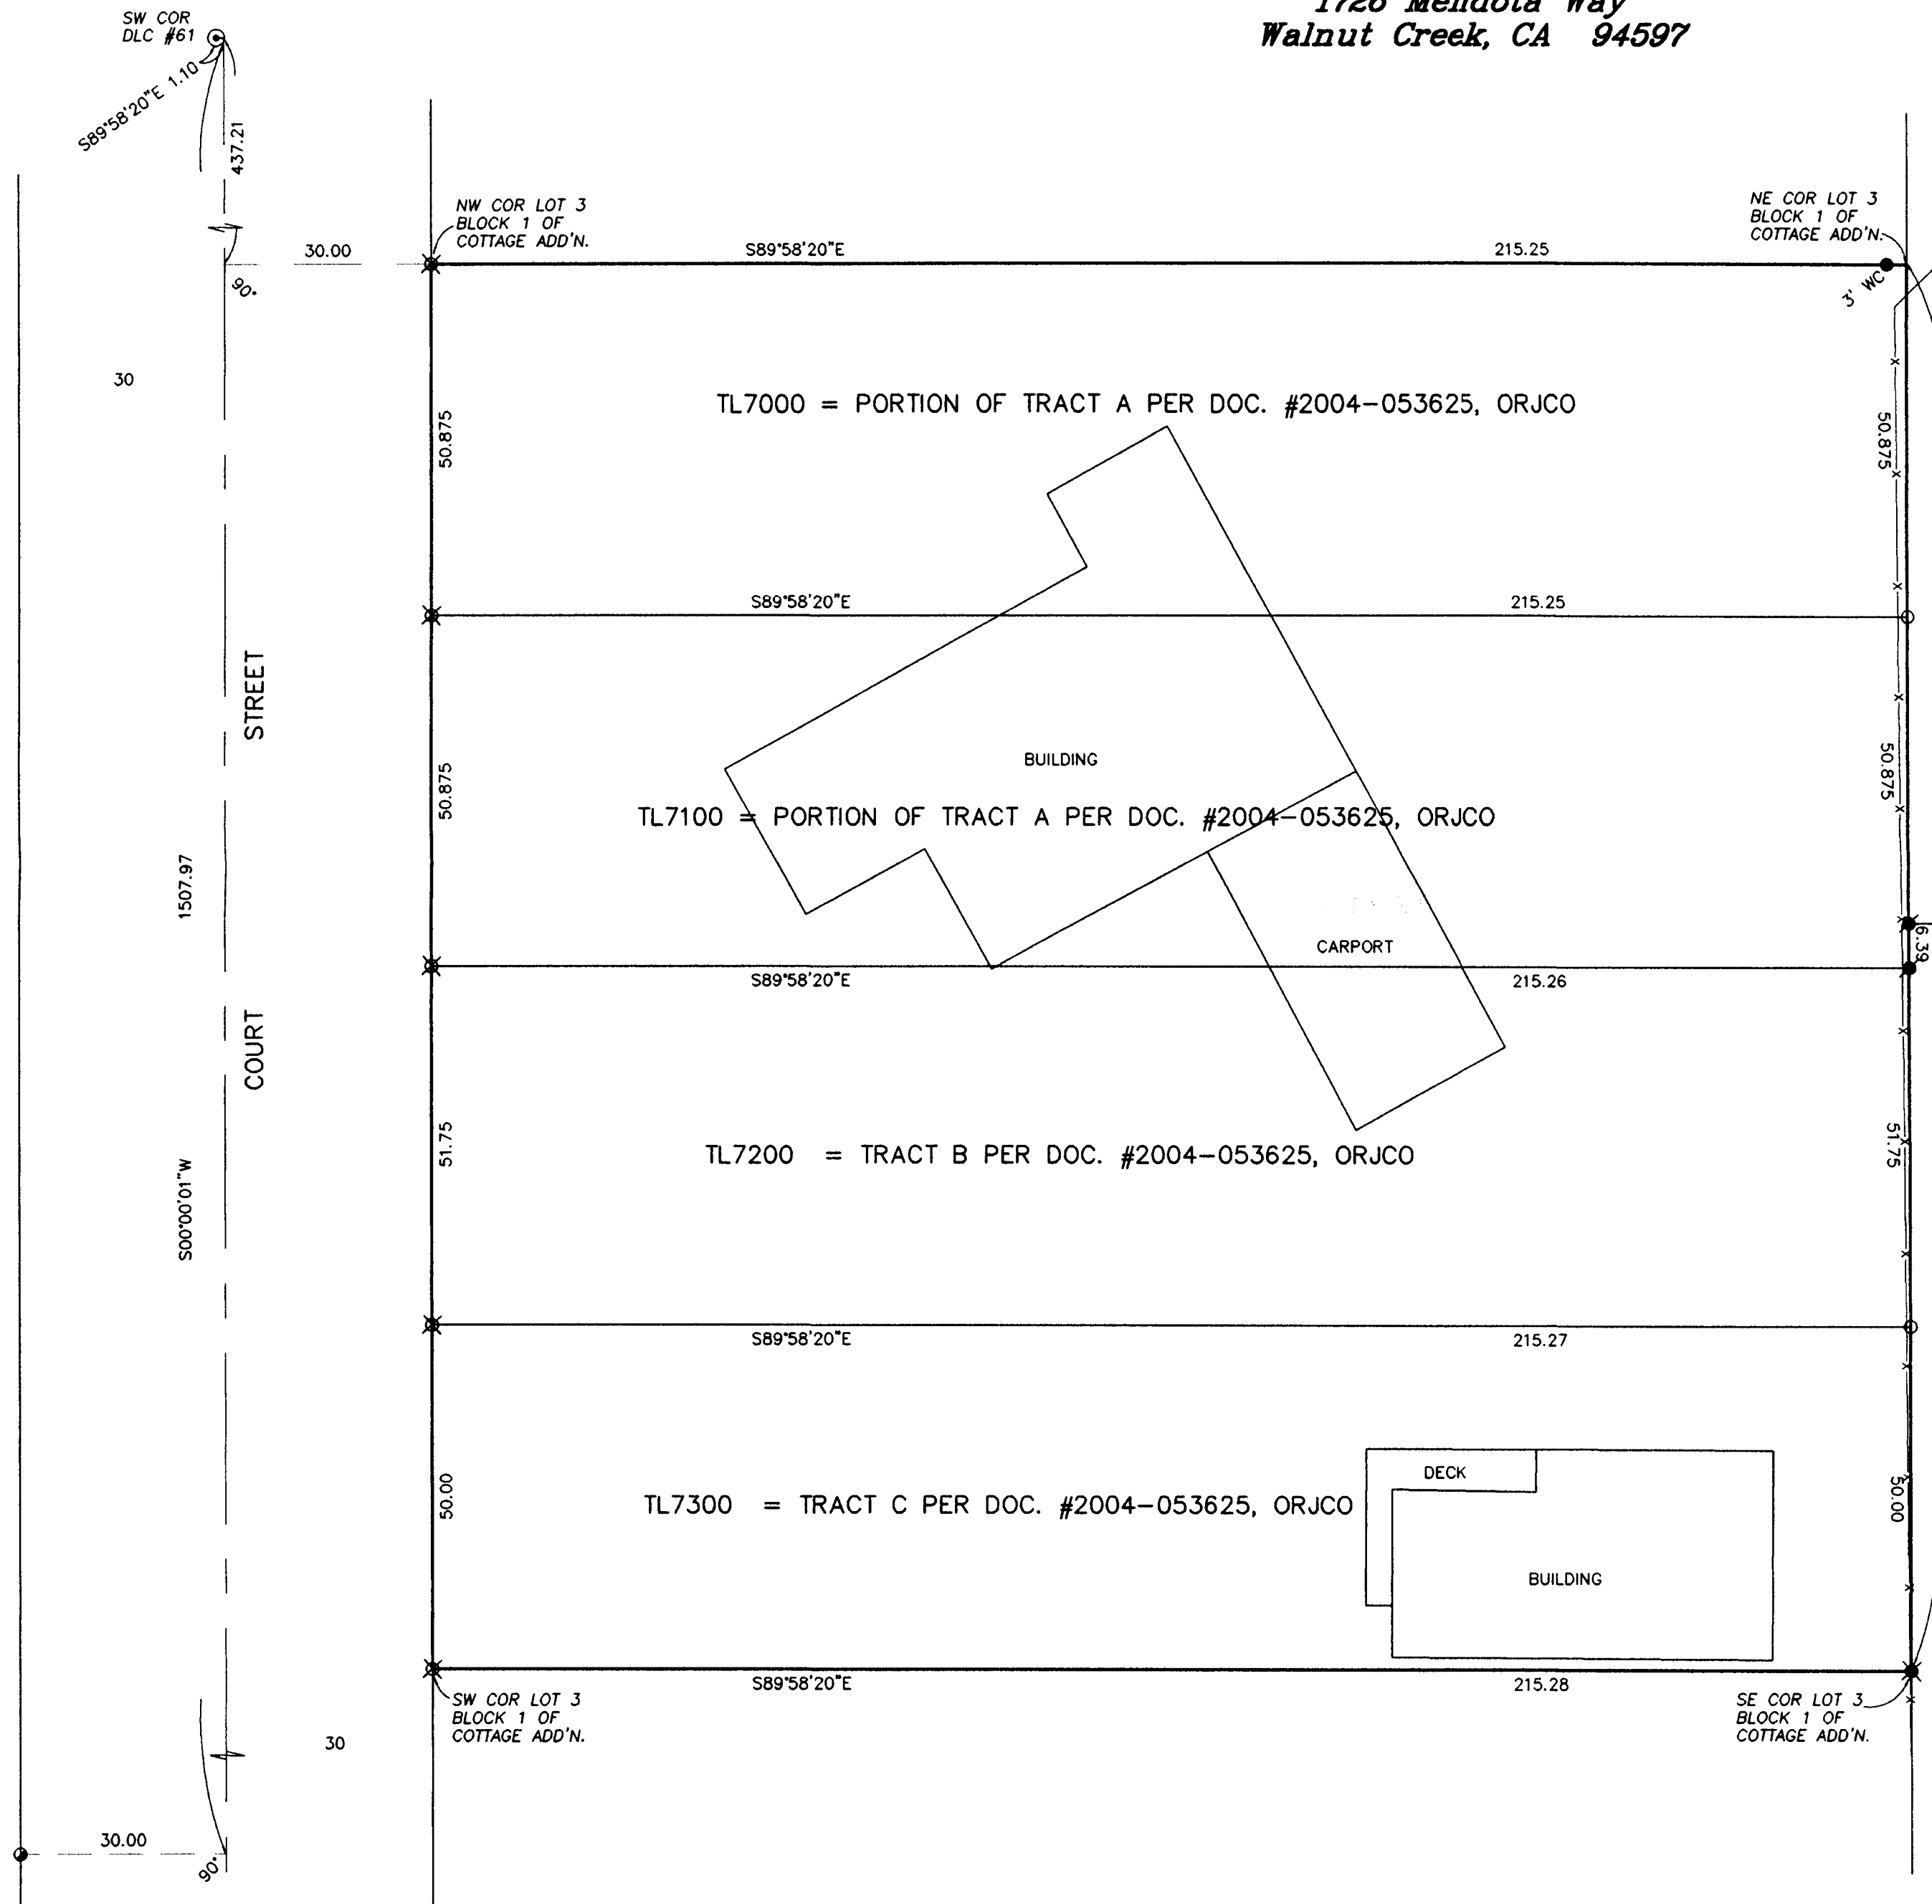 1726 Mendota Way
Walnut Creek, CA 94597
SW COR
DLC #61
S89°58'20"E 1.10
437.21
NW COR LOT 3
BLOCK 1 OF
COTTAGE ADD'N.
NE COR LOT 3
BLOCK 1 OF
COTTAGE ADD'N.
30.00
S89°58'20"E
215.25
90°
3' WC
30
TL7000 = PORTION OF TRACT A PER DOC. #2004-053625, ORJCO
50.875
50.875
S89°58'20"E
215.25
STREET
BUILDING
50.875
50.875
TL7100 = PORTION OF TRACT A PER DOC. #2004-053625, ORJCO
1507.97
CARPORT
6.39
S89°58'20"E
215.26
COURT
51.75
51.75
TL7200 = TRACT B PER DOC. #2004-053625, ORJCO
S00°00'01"W
S89°58'20"E
215.27
DECK
50.00
50.00
TL7300 = TRACT C PER DOC. #2004-053625, ORJCO
BUILDING
S89°58'20"E
215.28
SW COR LOT 3
BLOCK 1 OF
COTTAGE ADD'N.
SE COR LOT 3
BLOCK 1 OF
COTTAGE ADD'N.
30
30.00
90°